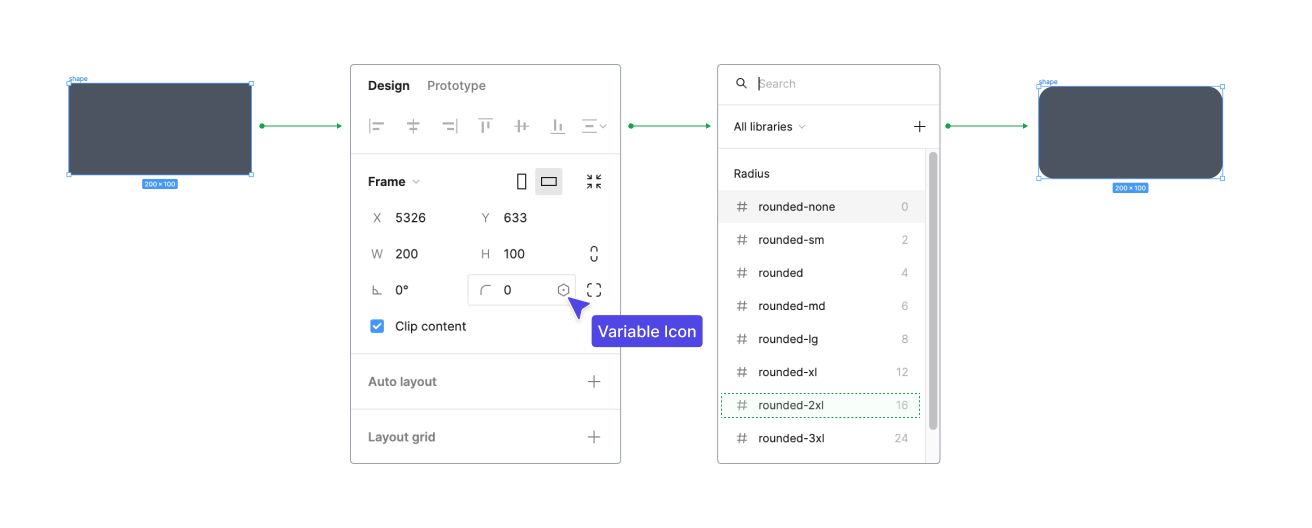 shape
200 × 100
Design Prototype
Frame
X 5326 Y 633
W 200 H 100
0° 0
Clip content
Variable Icon
Auto layout
Layout grid
Search
All libraries
Radius
rounded-none 0
rounded-sm 2
rounded 4
rounded-md 6
rounded-lg 8
rounded-xl 12
rounded-2xl 16
rounded-3xl 24
shape
200 × 100